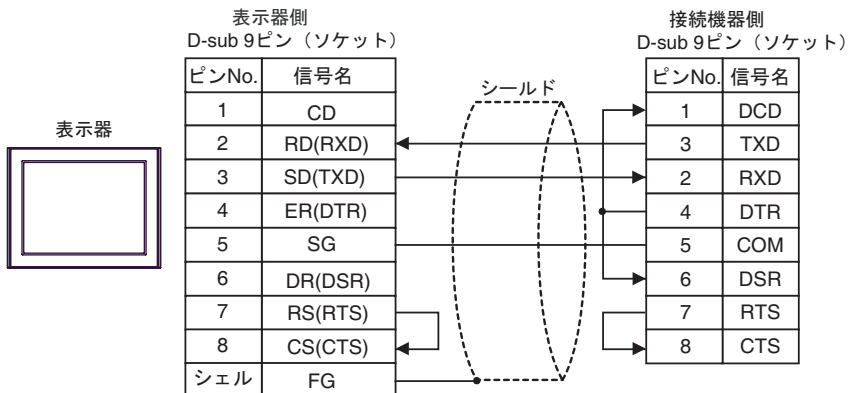 表示器側
D-sub 9ピン（ソケット）
接続機器側
D-sub 9ピン（ソケット）
表示器
シールド
ピンNo. 信号名
1 CD
2 RD(RXD)
3 SD(TXD)
4 ER(DTR)
5 SG
6 DR(DSR)
7 RS(RTS)
8 CS(CTS)
シェル FG
ピンNo. 信号名
1 DCD
3 TXD
2 RXD
4 DTR
5 COM
6 DSR
7 RTS
8 CTS